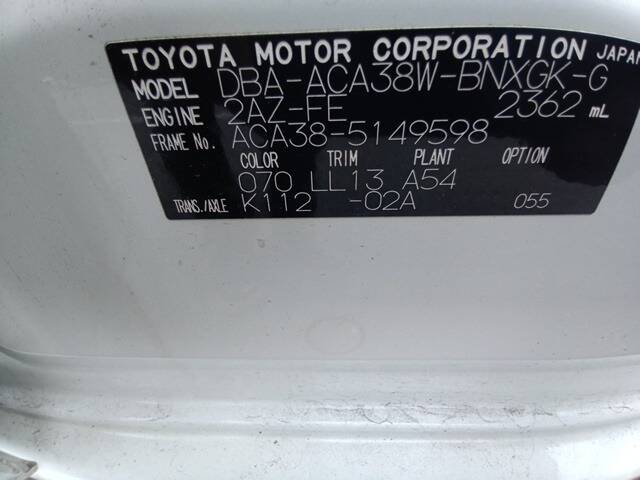 TOYOTA MOTOR CORPORATION JAPAN
MODEL DBA-ACA38W-BNXGK-G
ENGINE 2AZ-FE 2362 mL
FRAME NO. ACA38-5149598
COLOR TRIM PLANT OPTION
070 LL13 A54
TRANS./AXLE K112 -02A 055